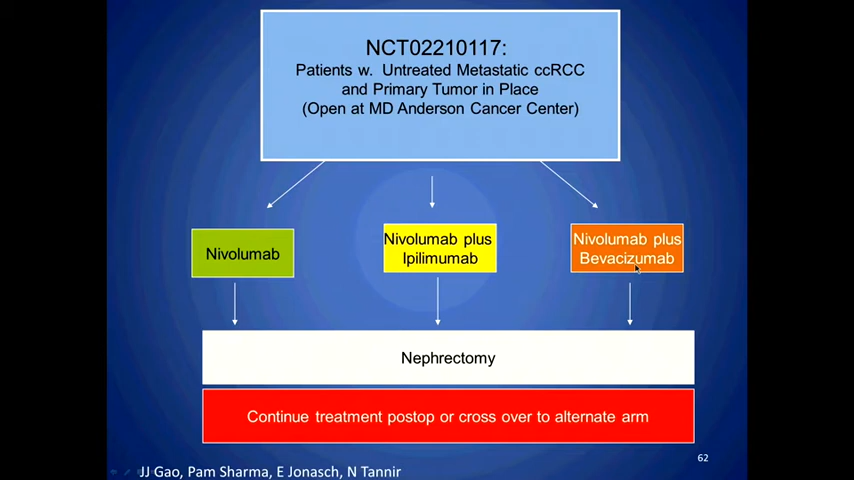 NCT02210117:
Patients w. Untreated Metastatic ccRCC
and Primary Tumor in Place
(Open at MD Anderson Cancer Center)
Nivolumab
Nivolumab plus
Ipilimumab
Nivolumab plus
Bevacizumab
Nephrectomy
Continue treatment postop or cross over to alternate arm
62
JJ Gao, Pam Sharma, E Jonasch, N Tannir